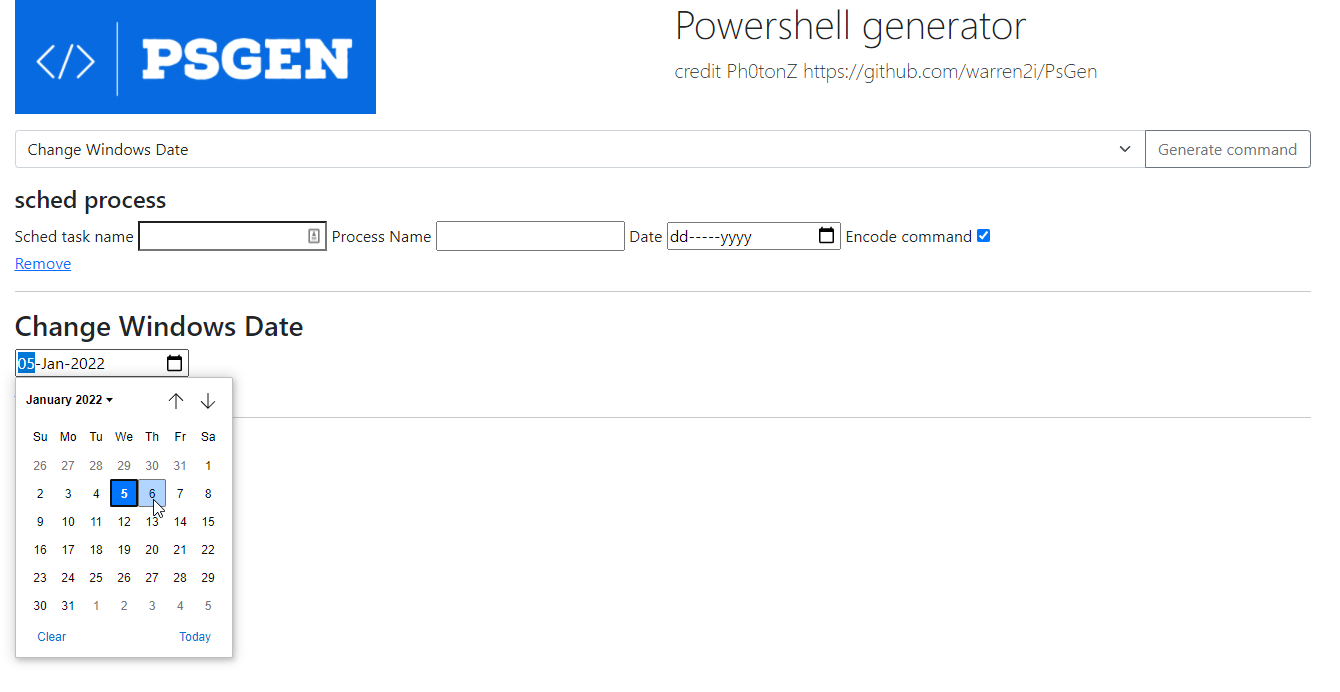 </> PSGEN
Powershell generator
credit Ph0tonZ https://github.com/warren2i/PsGen
Change Windows Date Generate command
sched process
Sched task name Process Name Date dd-----yyyy Encode command
Remove
Change Windows Date
05-Jan-2022
January 2022
Su Mo Tu We Th Fr Sa
26 27 28 29 30 31 1
2 3 4 5 6 7 8
9 10 11 12 13 14 15
16 17 18 19 20 21 22
23 24 25 26 27 28 29
30 31 1 2 3 4 5
Clear Today